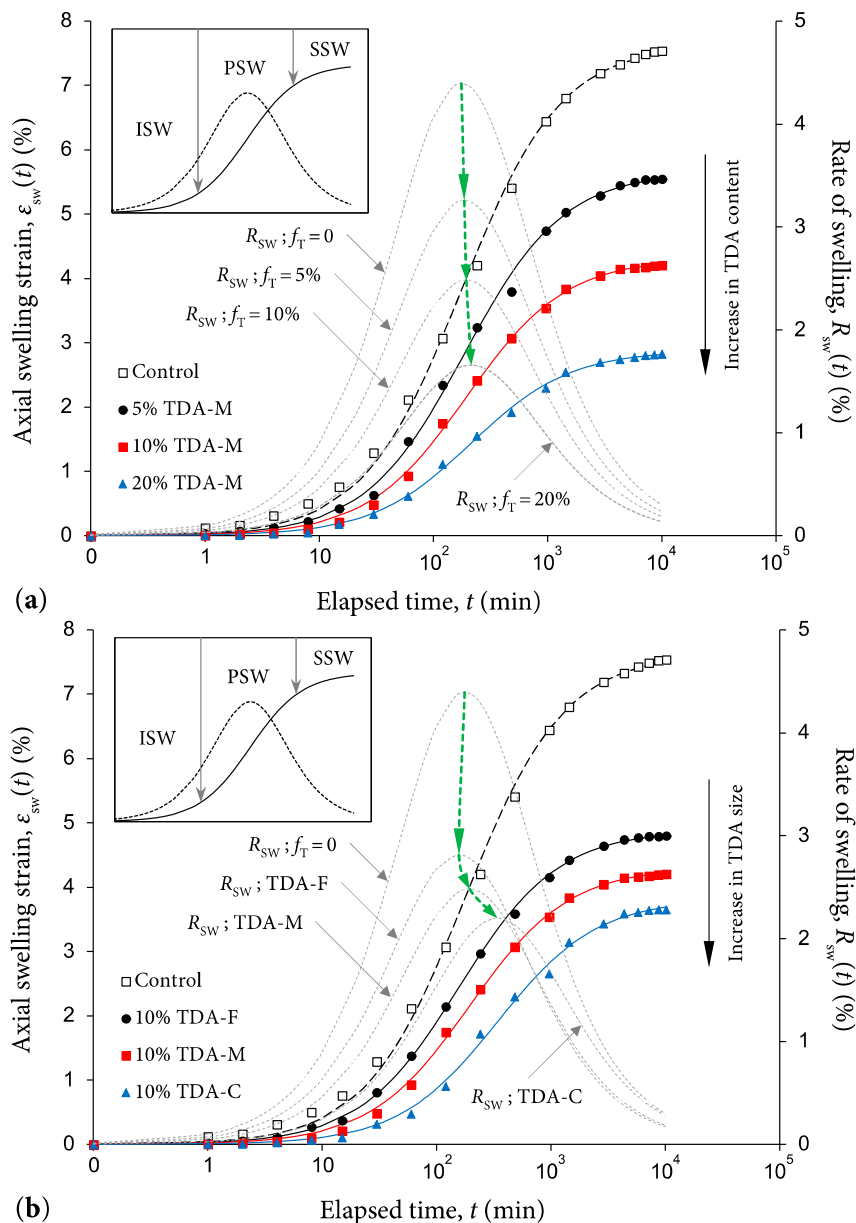 Axial swelling strain, ε_sw(t) (%)
8
7
6
5
4
3
2
1
0
ISW
PSW
SSW
R_SW ; f_T = 0
R_SW ; f_T = 5%
R_SW ; f_T = 10%
R_SW ; f_T = 20%
Control
5% TDA-M
10% TDA-M
20% TDA-M
Increase in TDA content
5
4
3
2
1
0
Rate of swelling, R_sw(t) (%)
0 1 10 10² 10³ 10⁴ 10⁵
Elapsed time, t (min)
(a)
Axial swelling strain, ε_sw(t) (%)
8
7
6
5
4
3
2
1
0
ISW
PSW
SSW
R_SW ; f_T = 0
R_SW ; TDA-F
R_SW ; TDA-M
R_SW ; TDA-C
Control
10% TDA-F
10% TDA-M
10% TDA-C
Increase in TDA size
5
4
3
2
1
0
Rate of swelling, R_sw(t) (%)
0 1 10 10² 10³ 10⁴ 10⁵
Elapsed time, t (min)
(b)